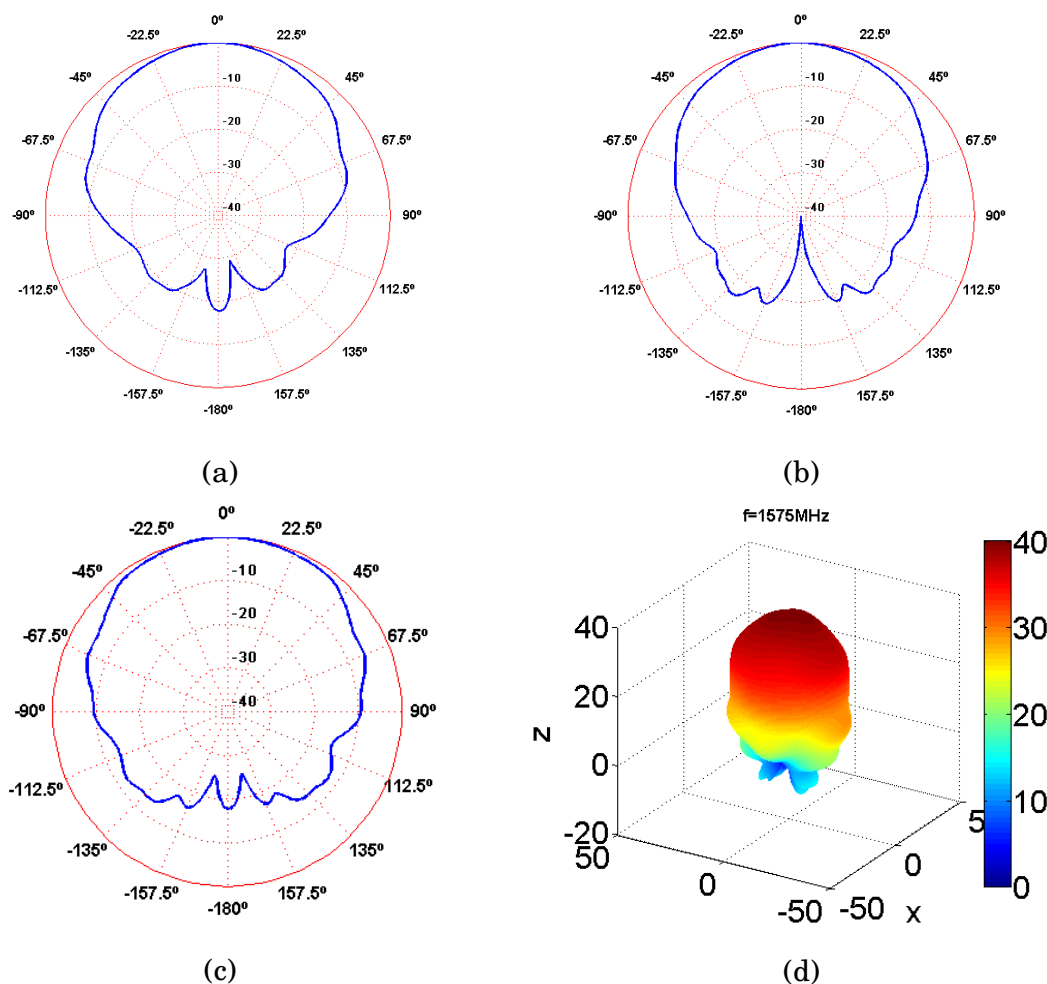 0º
-22.5º 22.5º
-45º 45º
-67.5º 67.5º
-90º 90º
-112.5º 112.5º
-135º 135º
-157.5º 157.5º
-180º
-10
-20
-30
-40
(a)
0º
-22.5º 22.5º
-45º 45º
-67.5º 67.5º
-90º 90º
-112.5º 112.5º
-135º 135º
-157.5º 157.5º
-180º
-10
-20
-30
-40
(b)
0º
-22.5º 22.5º
-45º 45º
-67.5º 67.5º
-90º 90º
-112.5º 112.5º
-135º 135º
-157.5º 157.5º
-180º
-10
-20
-30
-40
(c)
f=1575MHz
40
20
0
-20
Z
50
0
-50
-50
0
5
X
40
30
20
10
0
(d)